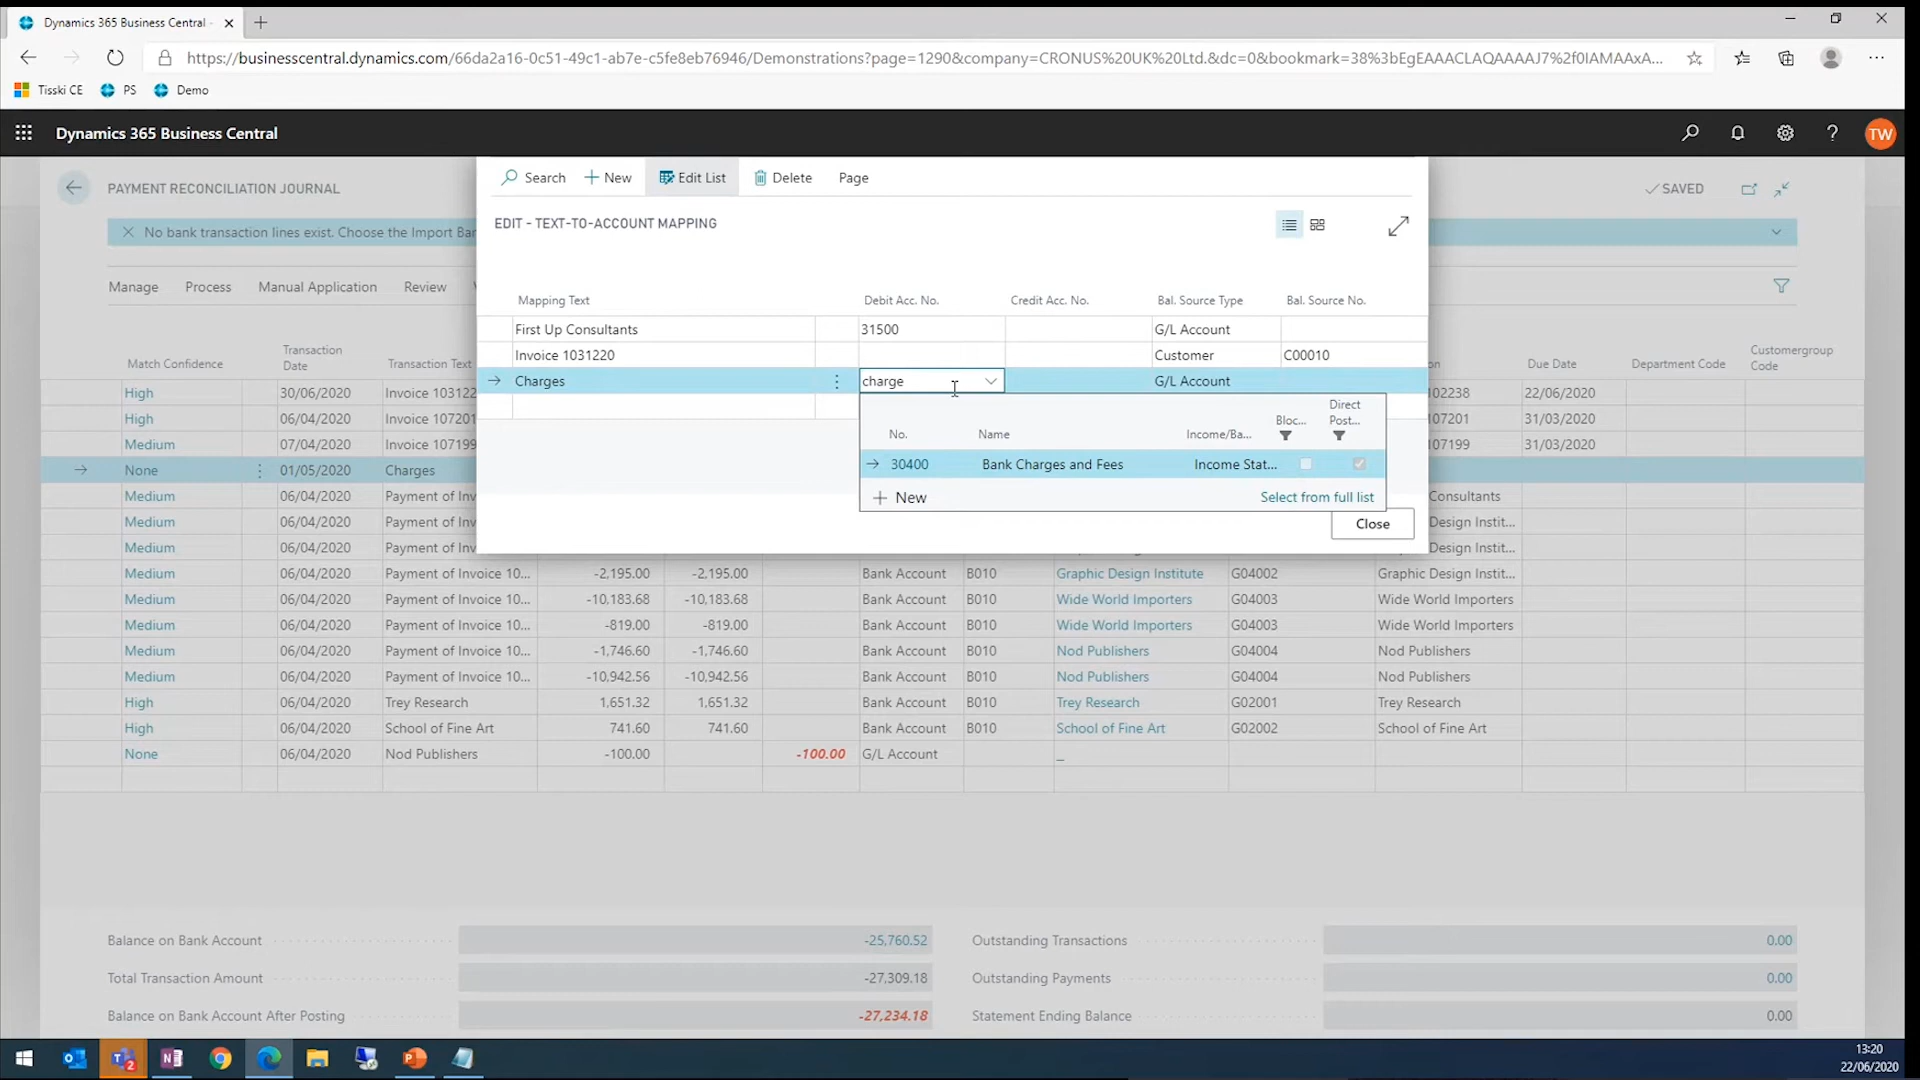 Dynamics 365 Business Central
https://businesscentral.dynamics.com/66da2a16-0c51-49c1-ab7e-c5fe8eb76946/Demonstrations?page=1290&company=CRONUS%20UK%20Ltd.&dc=0&bookmark=38%3bEgEAAACLAQAAAAJ7%2f0IAMAAxA...
Tisski CE PS Demo
Dynamics 365 Business Central TW
Search New Edit List Delete Page
PAYMENT RECONCILIATION JOURNAL SAVED
EDIT - TEXT-TO-ACCOUNT MAPPING
No bank transaction lines exist. Choose the Import Ban
Manage Process Manual Application Review
Mapping Text Debit Acc. No. Credit Acc. No. Bal. Source Type Bal. Source No.
First Up Consultants 31500 G/L Account
Invoice 1031220 Customer C00010
Charges charge G/L Account
No. Name Income/Ba... Bloc... Direct Post...
30400 Bank Charges and Fees Income Stat...
New Select from full list
Close
Match Confidence Transaction Date Transaction Text Due Date Department Code Customergroup Code
High 30/06/2020 Invoice 103122 102238 22/06/2020
High 06/04/2020 Invoice 107201 107201 31/03/2020
Medium 07/04/2020 Invoice 107199 107199 31/03/2020
None 01/05/2020 Charges
Medium 06/04/2020 Payment of Invoice Consultants
Medium 06/04/2020 Payment of Invoice Design Instit...
Medium 06/04/2020 Payment of Invoice Design Instit...
Medium 06/04/2020 Payment of Invoice 10... -2,195.00 -2,195.00 Bank Account B010 Graphic Design Institute G04002 Graphic Design Instit...
Medium 06/04/2020 Payment of Invoice 10... -10,183.68 -10,183.68 Bank Account B010 Wide World Importers G04003 Wide World Importers
Medium 06/04/2020 Payment of Invoice 10... -819.00 -819.00 Bank Account B010 Wide World Importers G04003 Wide World Importers
Medium 06/04/2020 Payment of Invoice 10... -1,746.60 -1,746.60 Bank Account B010 Nod Publishers G04004 Nod Publishers
Medium 06/04/2020 Payment of Invoice 10... -10,942.56 -10,942.56 Bank Account B010 Nod Publishers G04004 Nod Publishers
High 06/04/2020 Trey Research 1,651.32 1,651.32 Bank Account B010 Trey Research G02001 Trey Research
High 06/04/2020 School of Fine Art 741.60 741.60 Bank Account B010 School of Fine Art G02002 School of Fine Art
None 06/04/2020 Nod Publishers -100.00 -100.00 G/L Account _
Balance on Bank Account -25,760.52 Outstanding Transactions 0.00
Total Transaction Amount -27,309.18 Outstanding Payments 0.00
Balance on Bank Account After Posting -27,234.18 Statement Ending Balance 0.00
13:20
22/06/2020